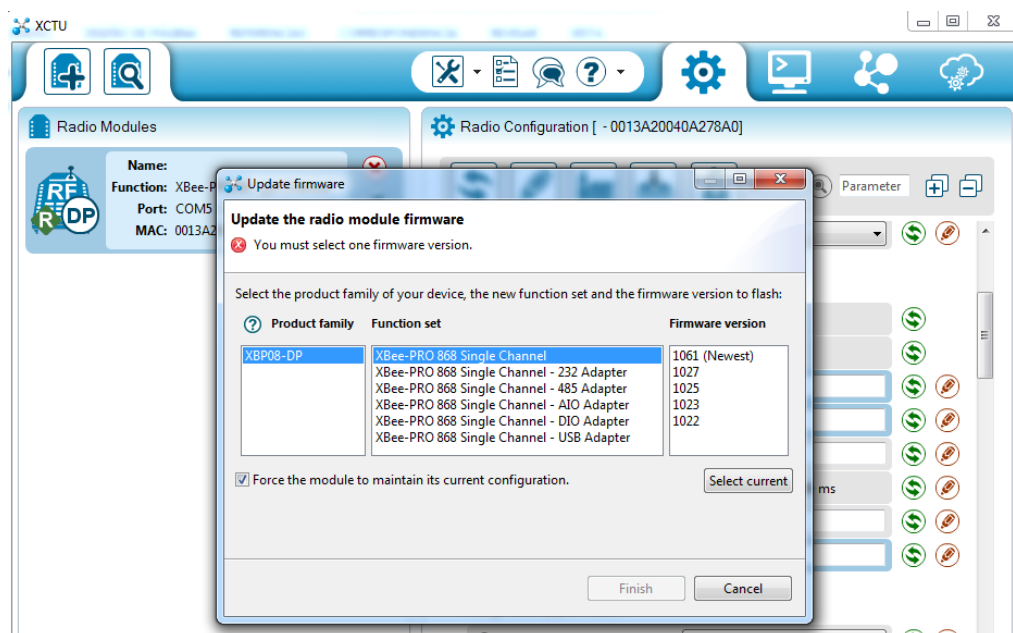 XCTU
Radio Modules
Radio Configuration [ - 0013A20040A278A0]
Name:
Function: XBee-P
Port: COM5
MAC: 0013A2
RF
R
DP
Parameter
Update firmware
Update the radio module firmware
You must select one firmware version.
Select the product family of your device, the new function set and the firmware version to flash:
Product family Function set Firmware version
XBP08-DP XBee-PRO 868 Single Channel 1061 (Newest)
XBee-PRO 868 Single Channel - 232 Adapter 1027
XBee-PRO 868 Single Channel - 485 Adapter 1025
XBee-PRO 868 Single Channel - AIO Adapter 1023
XBee-PRO 868 Single Channel - DIO Adapter 1022
XBee-PRO 868 Single Channel - USB Adapter
Force the module to maintain its current configuration. Select current
ms
Finish Cancel